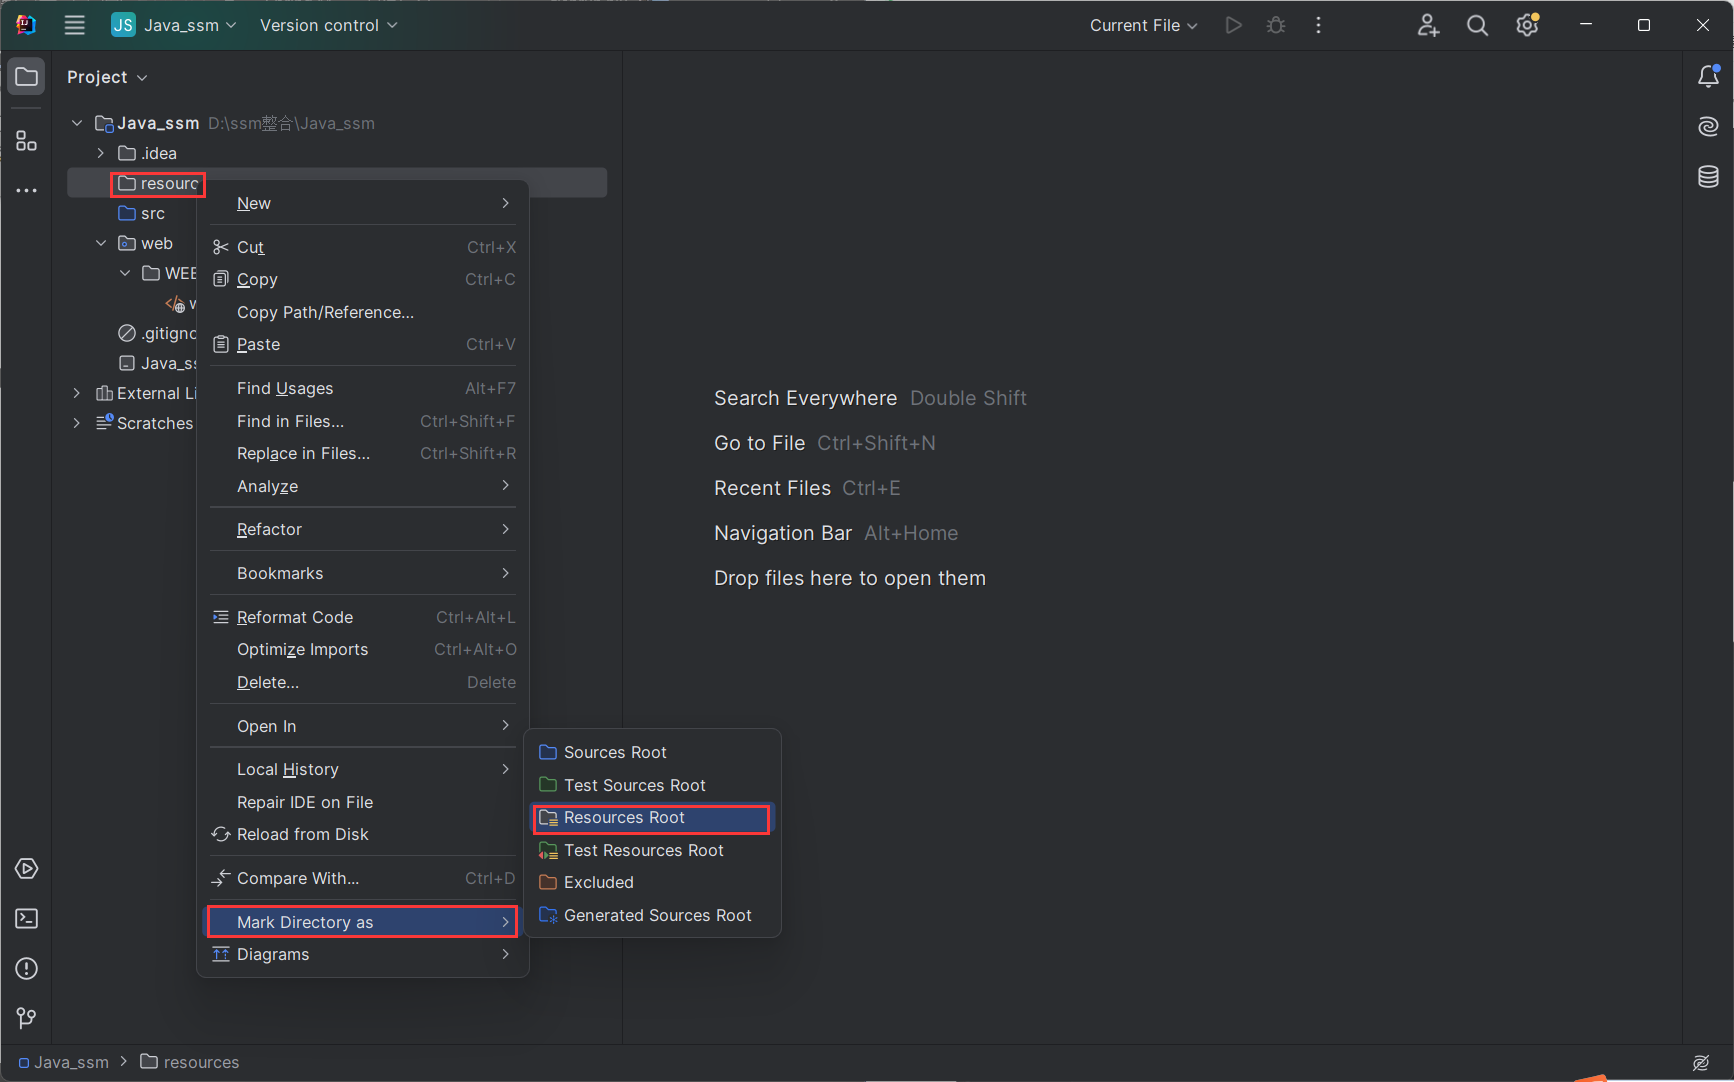 JS Java_ssm Version control Current File
Project
Java_ssm D:\ssm整合\Java_ssm
.idea
resourc
src
web
WEB
w
.gitigno
Java_ss
External Li
Scratches
New
Cut Ctrl+X
Copy Ctrl+C
Copy Path/Reference...
Paste Ctrl+V
Find Usages Alt+F7
Find in Files... Ctrl+Shift+F
Replace in Files... Ctrl+Shift+R
Analyze
Refactor
Bookmarks
Reformat Code Ctrl+Alt+L
Optimize Imports Ctrl+Alt+O
Delete... Delete
Open In
Local History
Repair IDE on File
Reload from Disk
Compare With... Ctrl+D
Mark Directory as
Diagrams
Sources Root
Test Sources Root
Resources Root
Test Resources Root
Excluded
Generated Sources Root
Search Everywhere Double Shift
Go to File Ctrl+Shift+N
Recent Files Ctrl+E
Navigation Bar Alt+Home
Drop files here to open them
Java_ssm resources